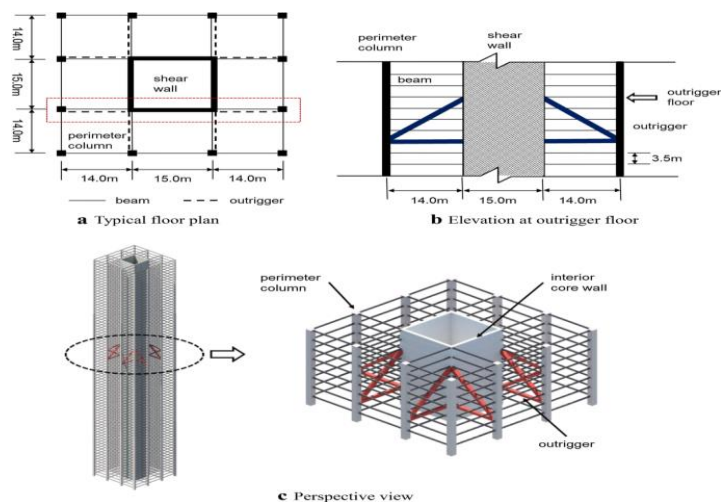 14.0m
15.0m
14.0m
shear
wall
perimeter
column
14.0m
15.0m
14.0m
beam
outrigger
a Typical floor plan
perimeter
column
shear
wall
beam
outrigger
floor
outrigger
3.5m
14.0m
15.0m
14.0m
b Elevation at outrigger floor
perimeter
column
interior
core wall
outrigger
c Perspective view